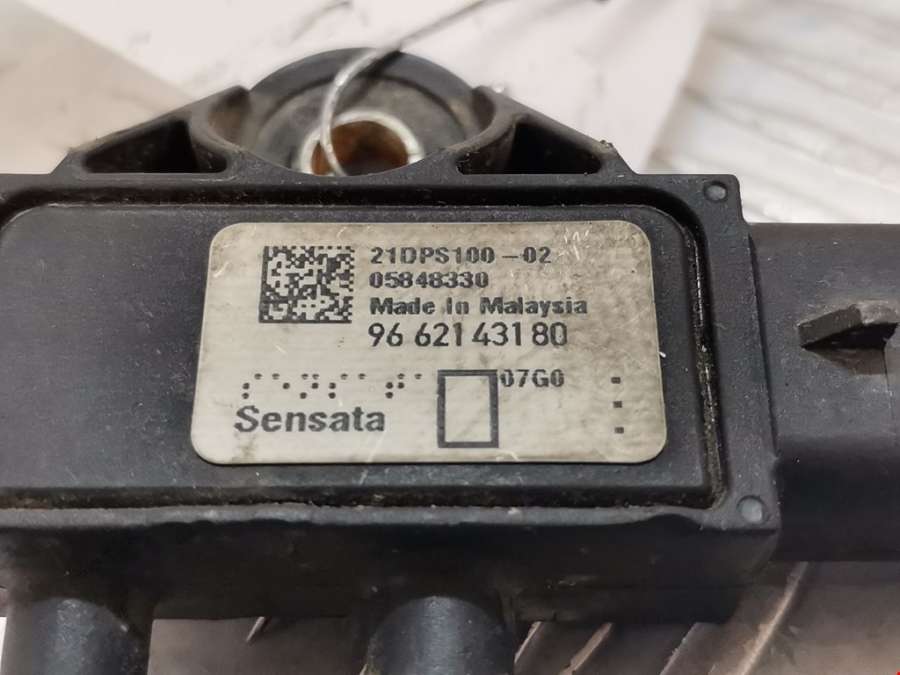 21DPS100-02
05848330
Made In Malaysia
96 621 431 80
07G0
Sensata